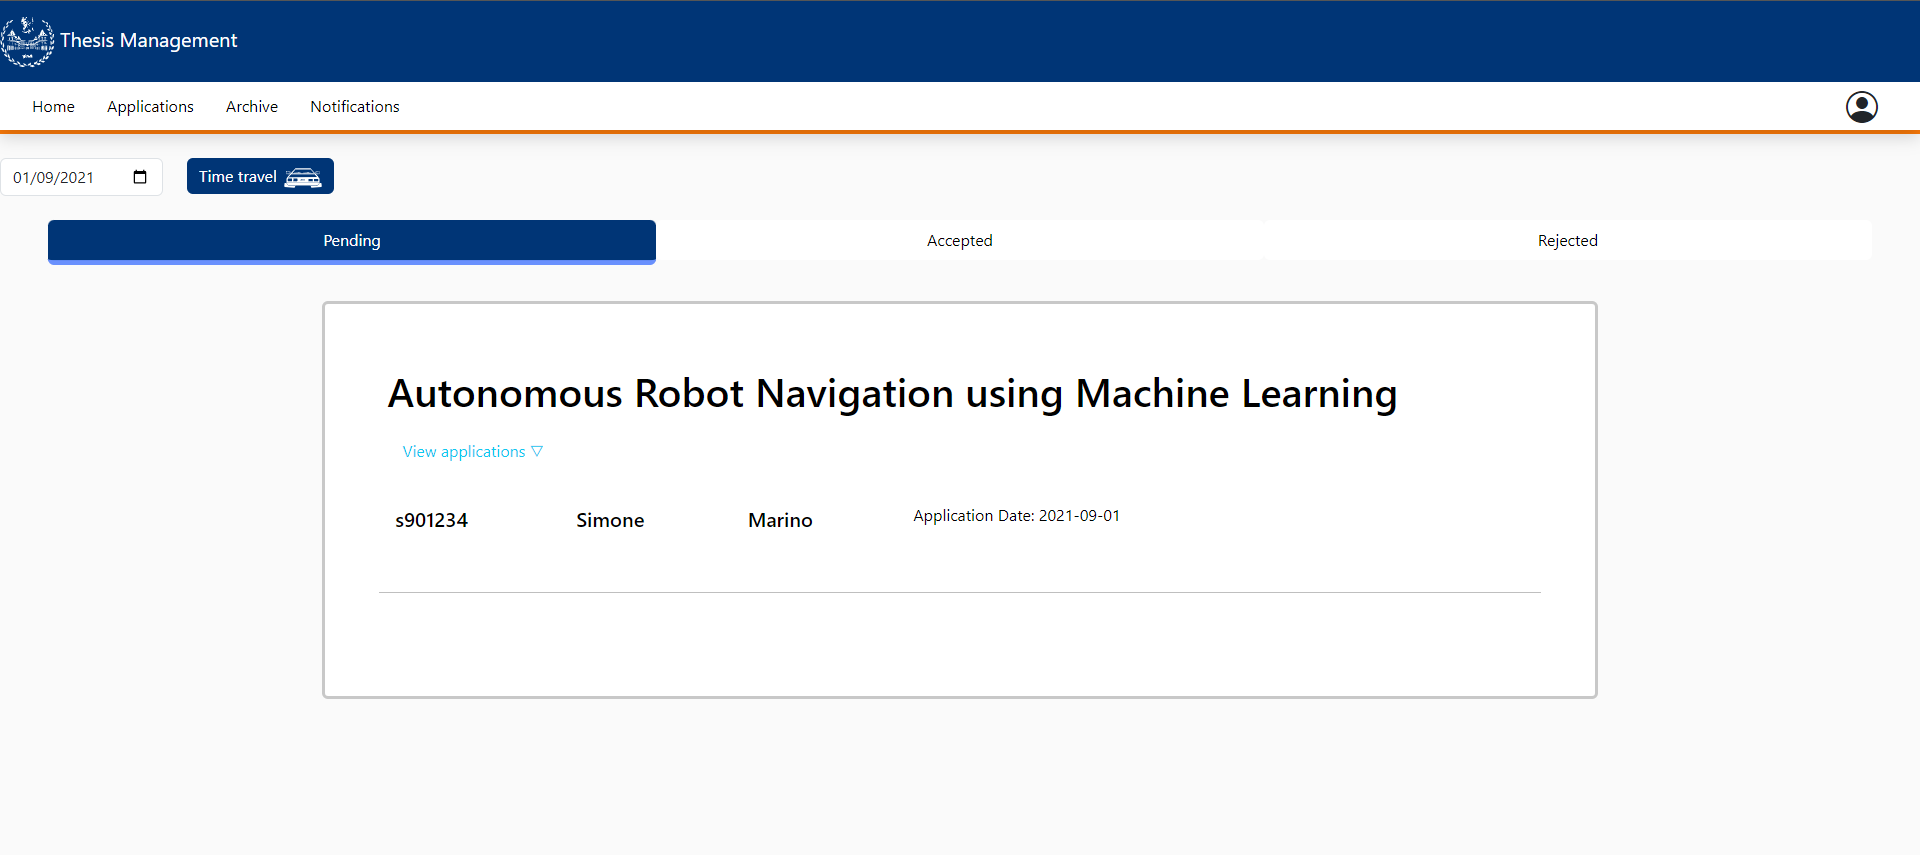 Thesis Management
Home Applications Archive Notifications
01/09/2021 Time travel
Pending Accepted Rejected
Autonomous Robot Navigation using Machine Learning
View applications ▽
s901234 Simone Marino Application Date: 2021-09-01